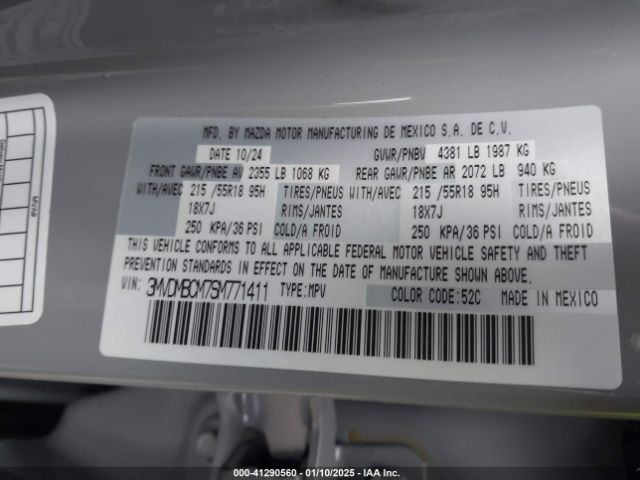 MFD. BY MAZDA MOTOR MANUFACTURING DE MEXICO S.A. DE C.V.
DATE 10/24 GVWR/PNBV 4381 LB 1987 KG
FRONT GAWR/PNBE AV 2355 LB 1068 KG REAR GAWR/PNBE AR 2072 LB 940 KG
WITH/AVEC 215 /55R18 95H TIRES/PNEUS WITH/AVEC 215 /55R18 95H TIRES/PNEUS
18X7J RIMS/JANTES 18X7J RIMS/JANTES
250 KPA/36 PSI COLD/A FROID 250 KPA/36 PSI COLD/A FROID
THIS VEHICLE CONFORMS TO ALL APPLICABLE FEDERAL MOTOR VEHICLE SAFETY AND THEFT
PREVENTION STANDARDS IN EFFECT ON THE DATE OF MANUFACTURE SHOWN ABOVE.
VIN: 3MVDMBCM7SM771411 TYPE:MPV COLOR CODE:52C MADE IN MEXICO
000-41290560 - 01/10/2025 - IAA Inc.